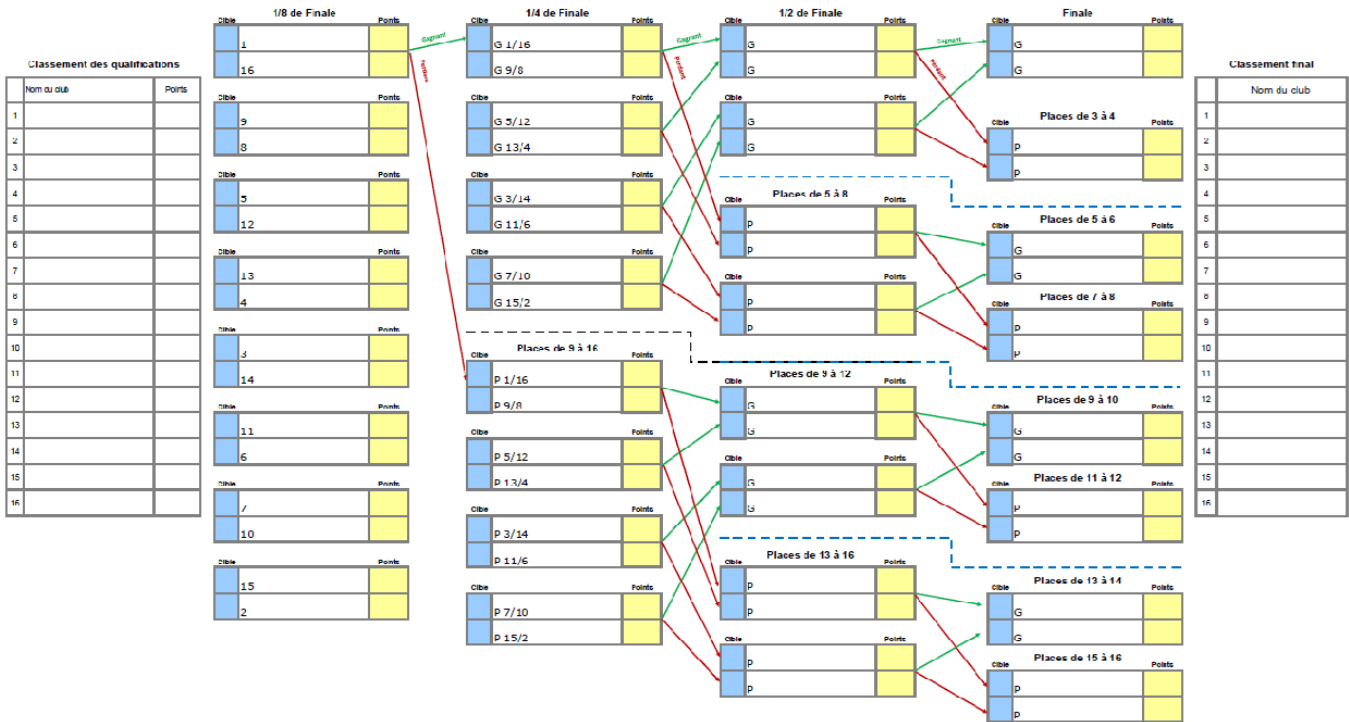 Classement des qualifications
Nom du club Points
1
2
3
4
5
6
7
8
9
10
11
12
13
14
15
16
1/8 de Finale
Cible Points
1
16
Gagnant
Perdant
Cible Points
9
8
Cible Points
5
12
Cible Points
13
4
Cible Points
3
14
Cible Points
11
6
Cible Points
7
10
Cible Points
15
2
1/4 de Finale
Cible Points
G 1/16
G 9/8
Gagnant
Perdant
Cible Points
G 5/12
G 13/4
Cible Points
G 3/14
G 11/6
Cible Points
G 7/10
G 15/2
Places de 9 à 16
Cible Points
P 1/16
P 9/8
Cible Points
P 5/12
P 13/4
Cible Points
P 3/14
P 11/6
Cible Points
P 7/10
P 15/2
1/2 de Finale
Cible Points
G
G
Gagnant
Perdant
Cible Points
G
G
Places de 5 à 8
Cible Points
P
P
Cible Points
P
P
Places de 9 à 12
Cible Points
G
G
Cible Points
G
G
Places de 13 à 16
Cible Points
P
P
Cible Points
P
P
Finale
Cible Points
G
G
Places de 3 à 4
Cible Points
P
P
Places de 5 à 6
Cible Points
G
G
Places de 7 à 8
Cible Points
P
P
Places de 9 à 10
Cible Points
G
G
Places de 11 à 12
Cible Points
P
P
Places de 13 à 14
Cible Points
G
G
Places de 15 à 16
Cible Points
P
P
Classement final
Nom du club
1
2
3
4
5
6
7
8
9
10
11
12
13
14
15
16